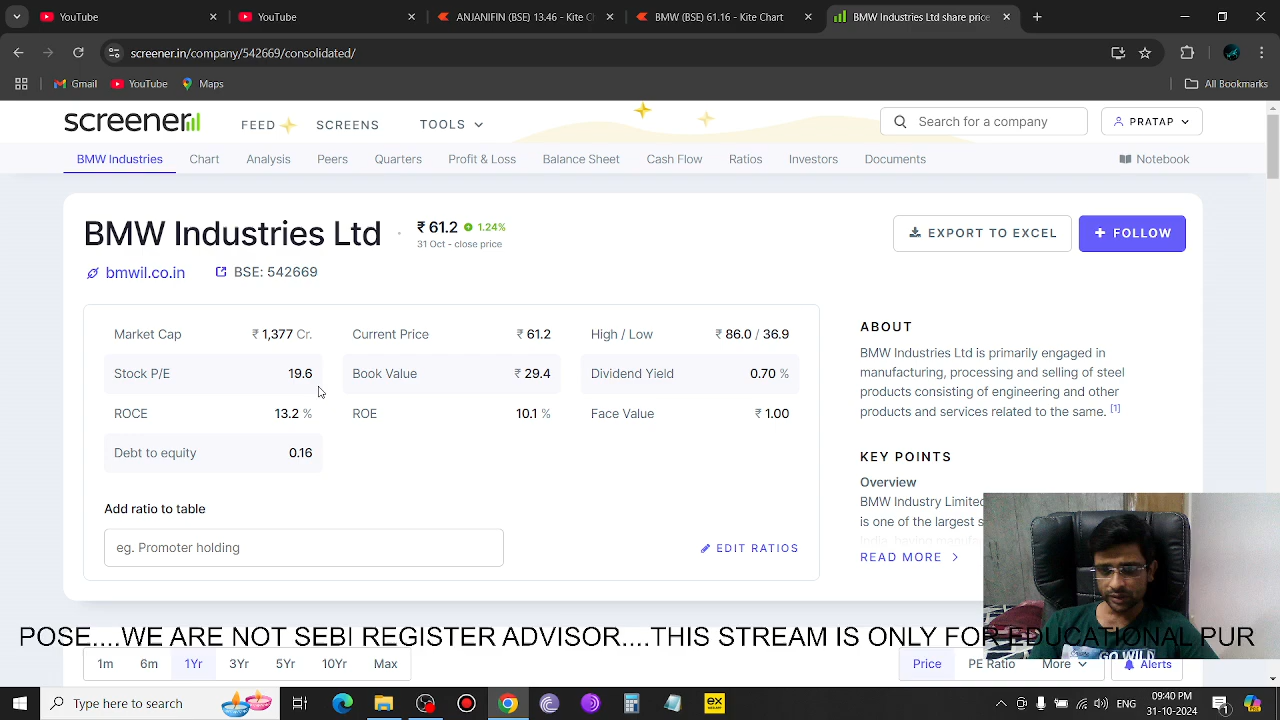 YouTube
YouTube
ANJANIFIN (BSE) 13.46 - Kite C
BMW (BSE) 61.16 - Kite Chart
BMW Industries Ltd share price
screener.in/company/542669/consolidated/
Gmail
YouTube
Maps
All Bookmarks
screener
FEED
SCREENS
TOOLS
Search for a company
PRATAP
BMW Industries
Chart
Analysis
Peers
Quarters
Profit & Loss
Balance Sheet
Cash Flow
Ratios
Investors
Documents
Notebook
BMW Industries Ltd
₹ 61.2 1.24%
31 Oct - close price
EXPORT TO EXCEL
FOLLOW
bmwil.co.in
BSE: 542669
Market Cap ₹ 1,377 Cr.
Current Price ₹ 61.2
High / Low ₹ 86.0 / 36.9
Stock P/E 19.6
Book Value ₹ 29.4
Dividend Yield 0.70 %
ROCE 13.2 %
ROE 10.1 %
Face Value ₹ 1.00
Debt to equity 0.16
Add ratio to table
eg. Promoter holding
EDIT RATIOS
ABOUT
BMW Industries Ltd is primarily engaged in
manufacturing, processing and selling of steel
products consisting of engineering and other
products and services related to the same. [1]
KEY POINTS
Overview
BMW Industry Limited
is one of the largest s
READ MORE
POSE....WE ARE NOT SEBI REGISTER ADVISOR....THIS STREAM IS ONLY FOR EDUCATIONAL PUR
GO WILD
1m
6m
1Yr
3Yr
5Yr
10Yr
Max
Price
PE Ratio
More
Alerts
Type here to search
ENG
09:40 PM
31-10-2024